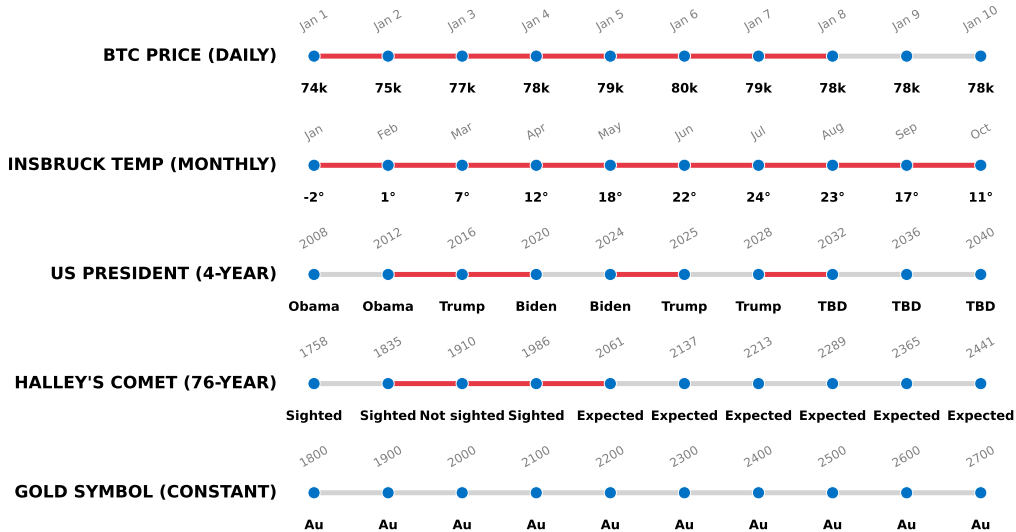 Jan 1 Jan 2 Jan 3 Jan 4 Jan 5 Jan 6 Jan 7 Jan 8 Jan 9 Jan 10
BTC PRICE (DAILY)
74k 75k 77k 78k 79k 80k 79k 78k 78k 78k
Jan Feb Mar Apr May Jun Jul Aug Sep Oct
INSBRUCK TEMP (MONTHLY)
-2° 1° 7° 12° 18° 22° 24° 23° 17° 11°
2008 2012 2016 2020 2024 2025 2028 2032 2036 2040
US PRESIDENT (4-YEAR)
Obama Obama Trump Biden Biden Trump Trump TBD TBD TBD
1758 1835 1910 1986 2061 2137 2213 2289 2365 2441
HALLEY'S COMET (76-YEAR)
Sighted Sighted Not sighted Sighted Expected Expected Expected Expected Expected Expected
1800 1900 2000 2100 2200 2300 2400 2500 2600 2700
GOLD SYMBOL (CONSTANT)
Au Au Au Au Au Au Au Au Au Au